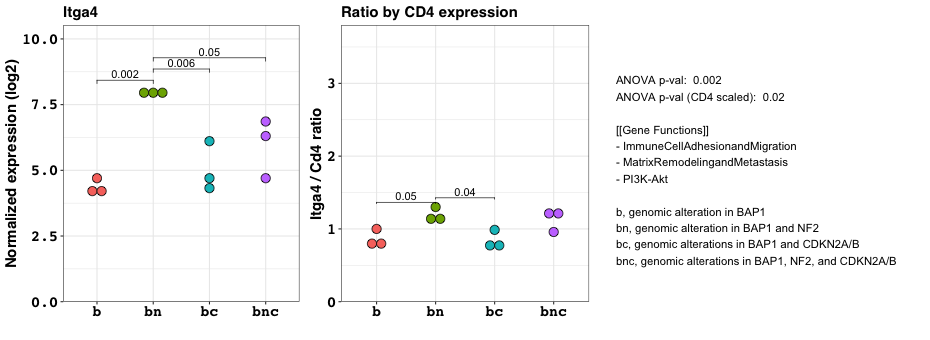 Itga4
Normalized expression (log2)
10.0
7.5
5.0
2.5
0.0
0.002
0.006
0.05
b bn bc bnc
Ratio by CD4 expression
Itga4 / Cd4 ratio
3
2
1
0
0.05
0.04
b bn bc bnc
ANOVA p-val: 0.002
ANOVA p-val (CD4 scaled): 0.02
[[Gene Functions]]
- ImmuneCellAdhesionandMigration
- MatrixRemodelingandMetastasis
- PI3K-Akt
b, genomic alteration in BAP1
bn, genomic alteration in BAP1 and NF2
bc, genomic alterations in BAP1 and CDKN2A/B
bnc, genomic alterations in BAP1, NF2, and CDKN2A/B